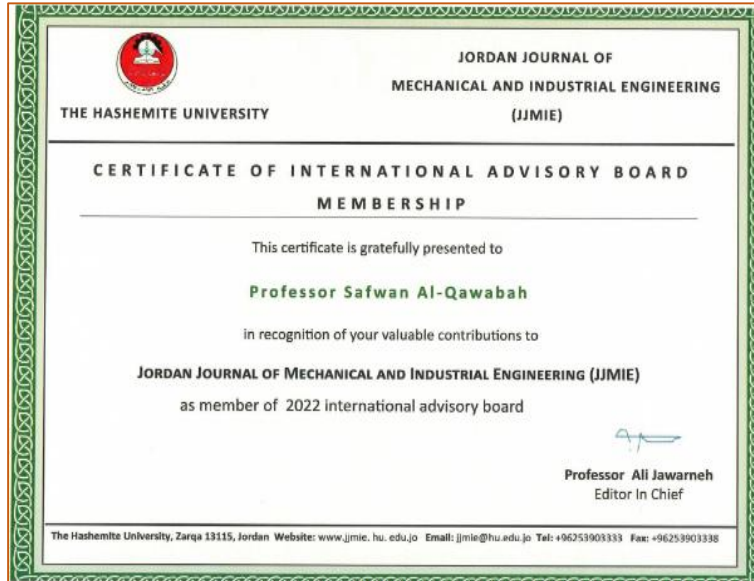 JORDAN JOURNAL OF
MECHANICAL AND INDUSTRIAL ENGINEERING
(JJMIE)
THE HASHEMITE UNIVERSITY
CERTIFICATE OF INTERNATIONAL ADVISORY BOARD
MEMBERSHIP
This certificate is gratefully presented to
Professor Safwan Al-Qawabah
in recognition of your valuable contributions to
JORDAN JOURNAL OF MECHANICAL AND INDUSTRIAL ENGINEERING (JJMIE)
as member of 2022 international advisory board
Professor Ali Jawarneh
Editor In Chief
The Hashemite University, Zarqa 13115, Jordan Website: www.jjmie. hu. edu.jo Email: jjmie@hu.edu.jo Tel: +96253903333 Fax: +96253903338